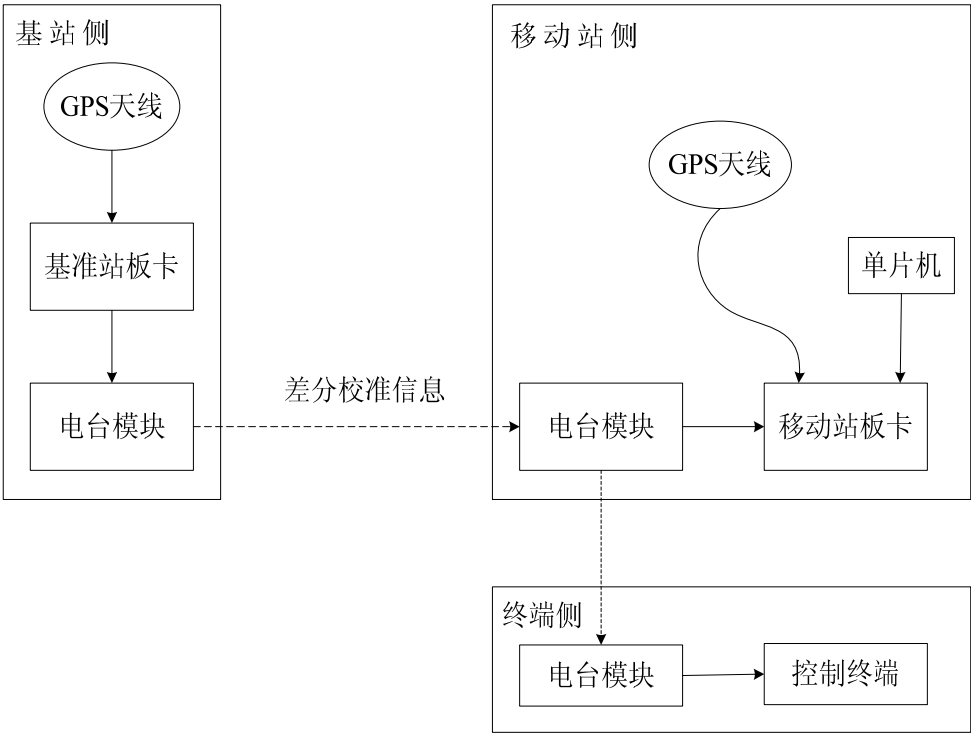 基站侧
GPS天线
基准站板卡
电台模块
差分校准信息
移动站侧
GPS天线
单片机
电台模块
移动站板卡
终端侧
电台模块
控制终端